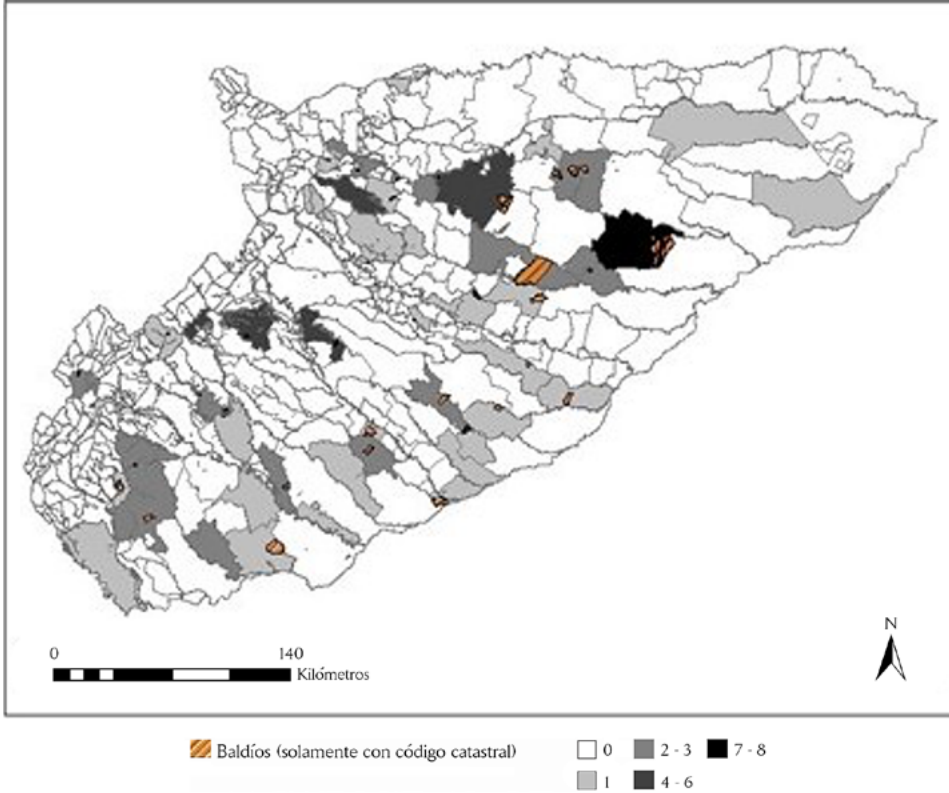 N
0 140
Kilómetros
Baldíos (solamente con código catastral)
0 2 - 3 7 - 8
1 4 - 6